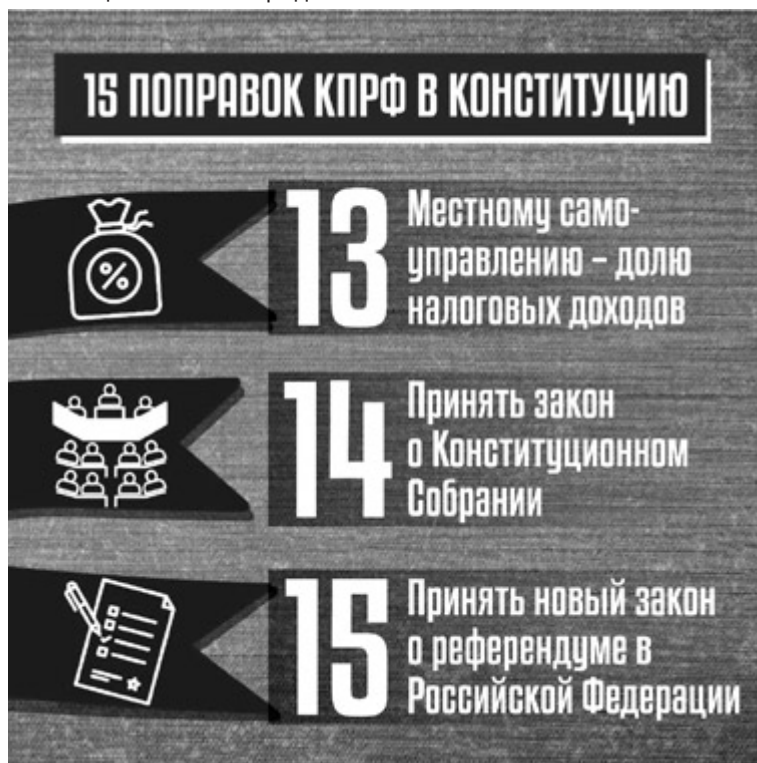 15 ПОПРАВОК КПРФ В КОНСТИТУЦИЮ
13
Местному само-
управлению – долю
налоговых доходов
14
Принять закон
о Конституционном
Собрании
15
Принять новый закон
о референдуме в
Российской Федерации
%